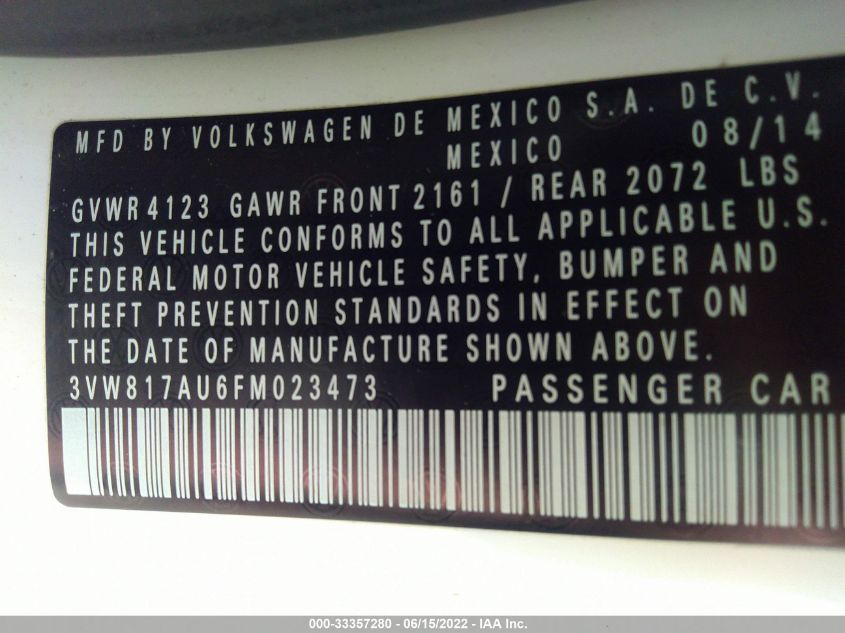 MFD BY VOLKSWAGEN DE MEXICO S.A. DE C.V.
MEXICO 08/14
GVWR 4123 GAWR FRONT 2161 / REAR 2072 LBS
THIS VEHICLE CONFORMS TO ALL APPLICABLE U.S.
FEDERAL MOTOR VEHICLE SAFETY, BUMPER AND
THEFT PREVENTION STANDARDS IN EFFECT ON
THE DATE OF MANUFACTURE SHOWN ABOVE.
3VW817AU6FM023473 PASSENGER CAR
000-33357280 - 06/15/2022 - IAA Inc.